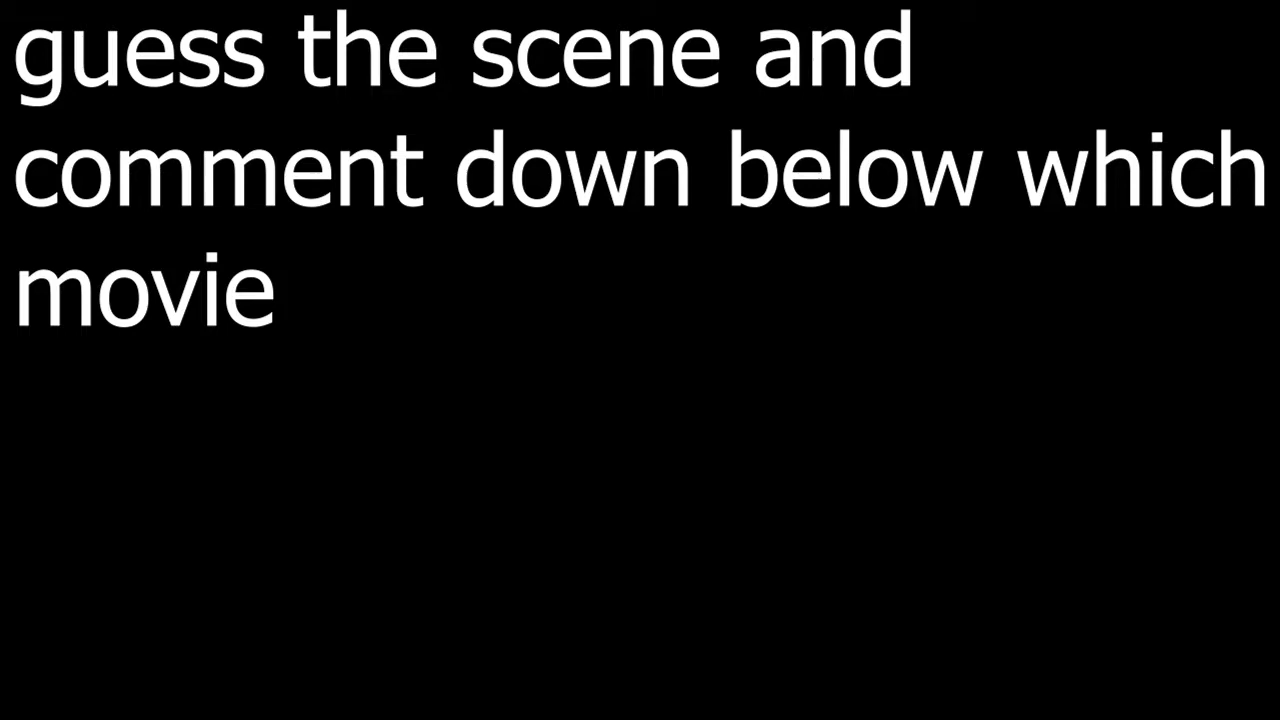 guess the scene and
comment down below which
movie